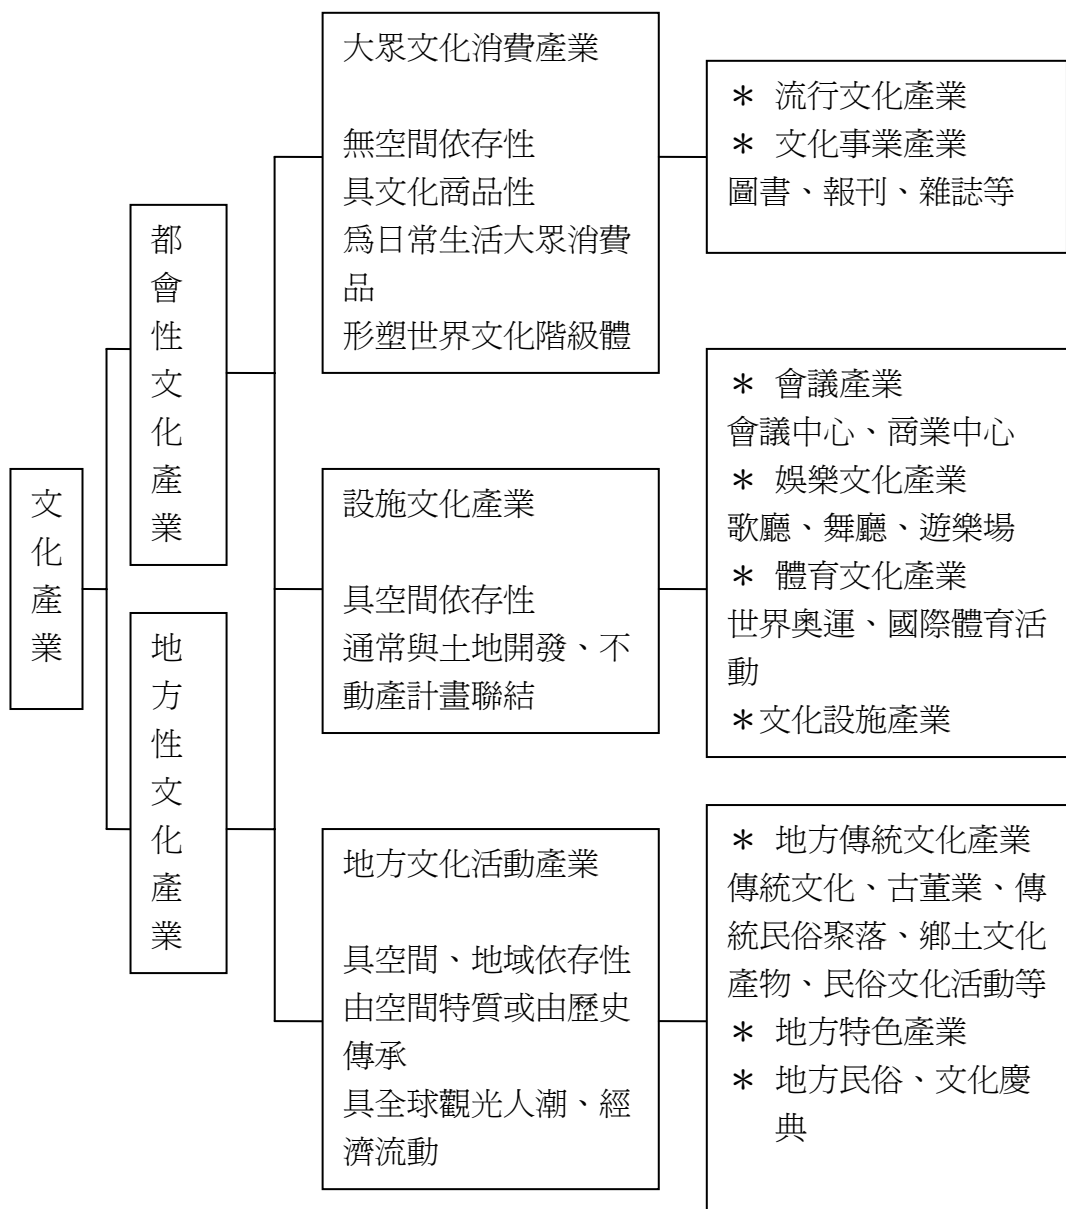 文化產業
都會性文化產業
地方性文化產業
大眾文化消費產業
無空間依存性
具文化商品性
爲日常生活大眾消費
品
形塑世界文化階級體
＊ 流行文化產業
＊ 文化事業產業
圖書、報刊、雜誌等
設施文化產業
具空間依存性
通常與土地開發、不
動產計畫聯結
＊ 會議產業
會議中心、商業中心
＊ 娛樂文化產業
歌廳、舞廳、遊樂場
＊ 體育文化產業
世界奧運、國際體育活
動
＊文化設施產業
地方文化活動產業
具空間、地域依存性
由空間特質或由歷史
傳承
具全球觀光人潮、經
濟流動
＊ 地方傳統文化產業
傳統文化、古董業、傳
統民俗聚落、鄉土文化
產物、民俗文化活動等
＊ 地方特色產業
＊ 地方民俗、文化慶
典